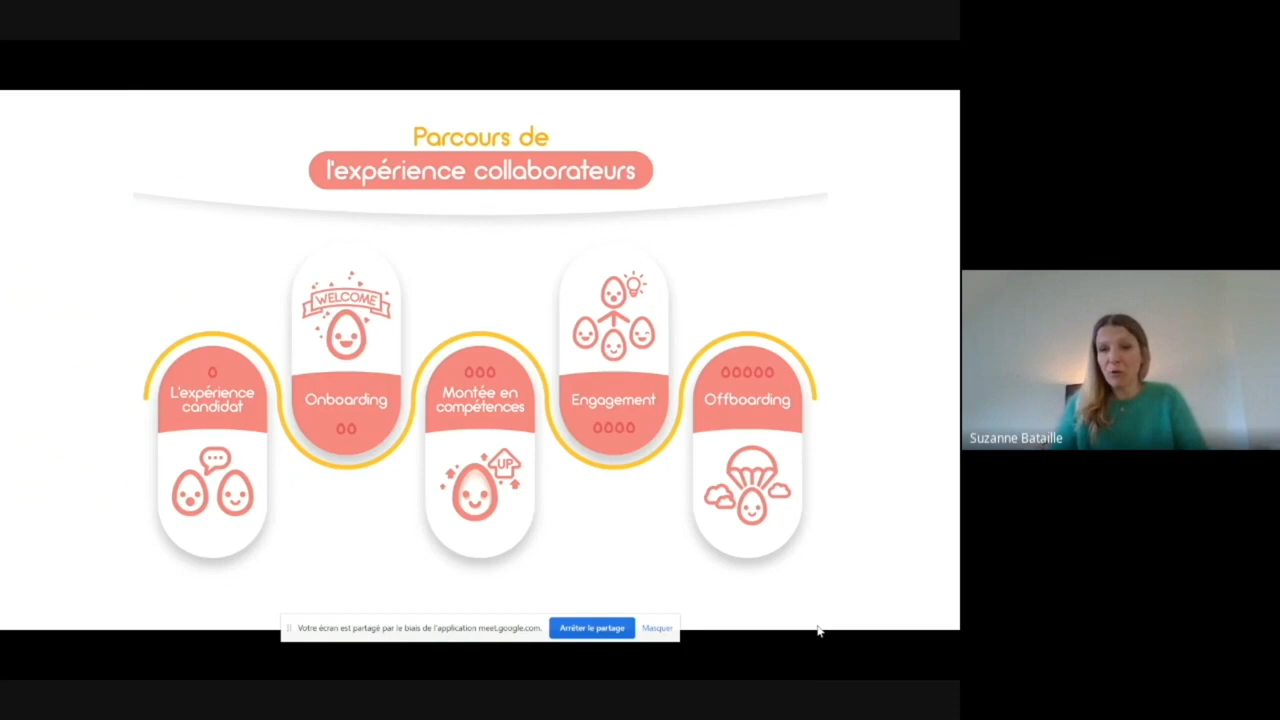 Parcours de
l'expérience collaborateurs
WELCOME
L'expérience
candidat
Onboarding
Montée en
compétences
UP
Engagement
Offboarding
Suzanne Bataille
Votre écran est partagé par le biais de l'application meet.google.com.
Arrêter le partage
Masquer